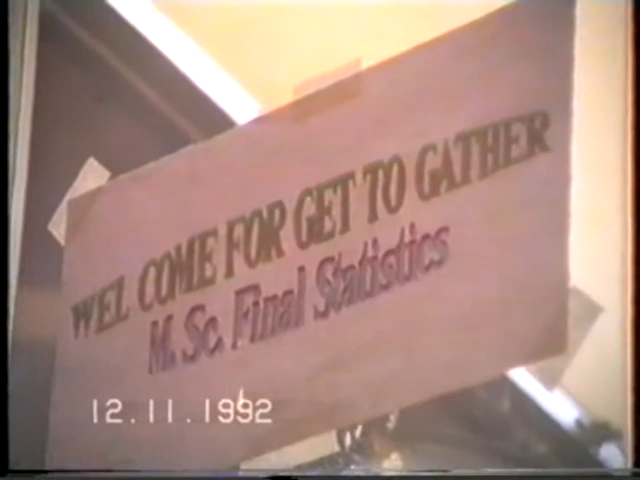 WEL COME FOR GET TO GATHER
M. Sc. Final Statistics
12.11.1992